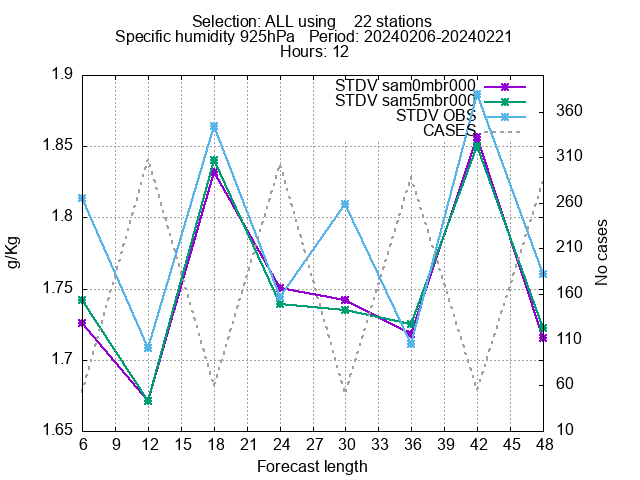 Selection: ALL using    22 stations
Specific humidity 925hPa   Period: 20240206-20240221
Hours: 12
STDV sam0mbr000
STDV sam5mbr000
STDV OBS
CASES
g/Kg
1.9
1.85
1.8
1.75
1.7
1.65
360
310
260
210
160
110
60
10
No cases
6 9 12 15 18 21 24 27 30 33 36 39 42 45 48
Forecast length